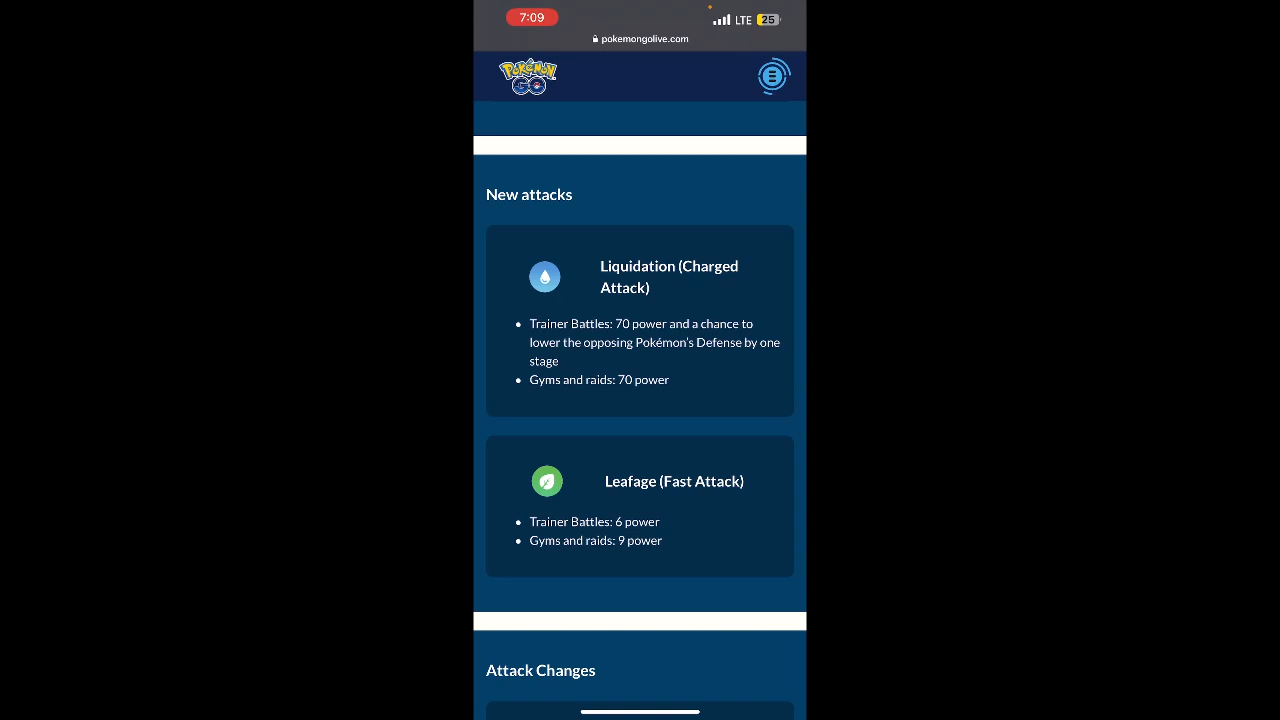 7:09
LTE
25
pokemongolive.com
POKÉMON
GO
New attacks
Liquidation (Charged
Attack)
• Trainer Battles: 70 power and a chance to
lower the opposing Pokémon's Defense by one
stage
• Gyms and raids: 70 power
Leafage (Fast Attack)
• Trainer Battles: 6 power
• Gyms and raids: 9 power
Attack Changes